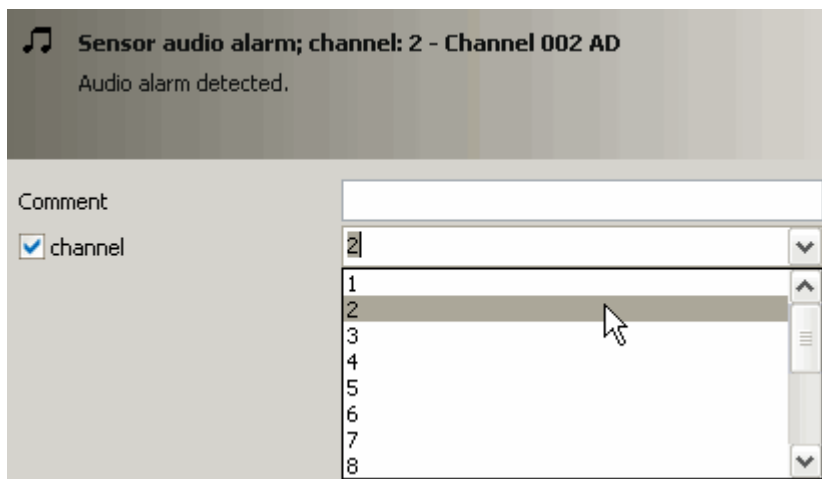 Sensor audio alarm; channel: 2 - Channel 002 AD
Audio alarm detected.
Comment
channel
2
1
2
3
4
5
6
7
8